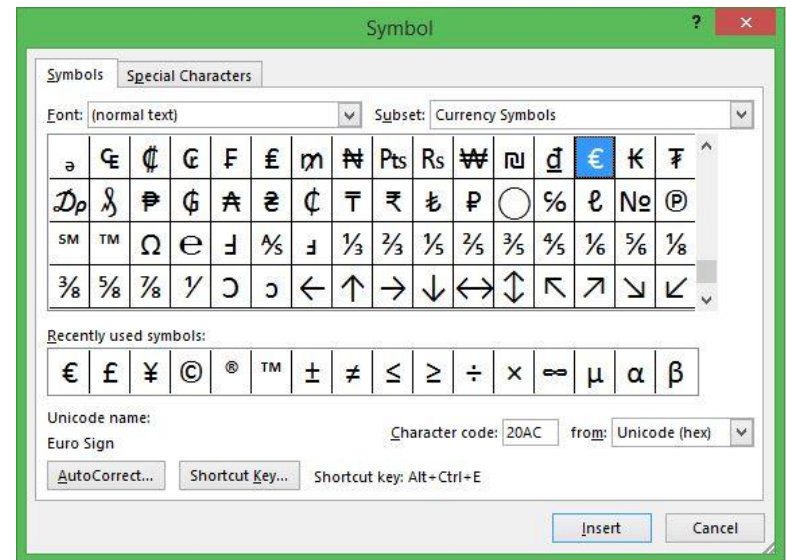 Symbol ? ×
Symbols Special Characters
Font: (normal text) Subset: Currency Symbols
ₔ ₠ ₡ ₢ ₣ ₤ ₥ ₦ ₧ ₨ ₩ ₪ ₫ € ₭ ₮
₯ ₰ ₱ ₲ ₳ ₴ ₵ ₸ ₹ ₺ ₽ ⃝ ℅ ℓ № ℗
℠ ™ Ω ℮ Ⅎ ⅍ ⅎ ⅓ ⅔ ⅕ ⅖ ⅗ ⅘ ⅙ ⅚ ⅛
⅜ ⅝ ⅞ ⅟ Ↄ ↄ ← ↑ → ↓ ↔ ↕ ↖ ↗ ↘ ↙
Recently used symbols:
€ £ ¥ © ® ™ ± ≠ ≤ ≥ ÷ × ∞ µ α β
Unicode name:
Euro Sign
Character code: 20AC from: Unicode (hex)
AutoCorrect... Shortcut Key... Shortcut key: Alt+Ctrl+E
Insert Cancel